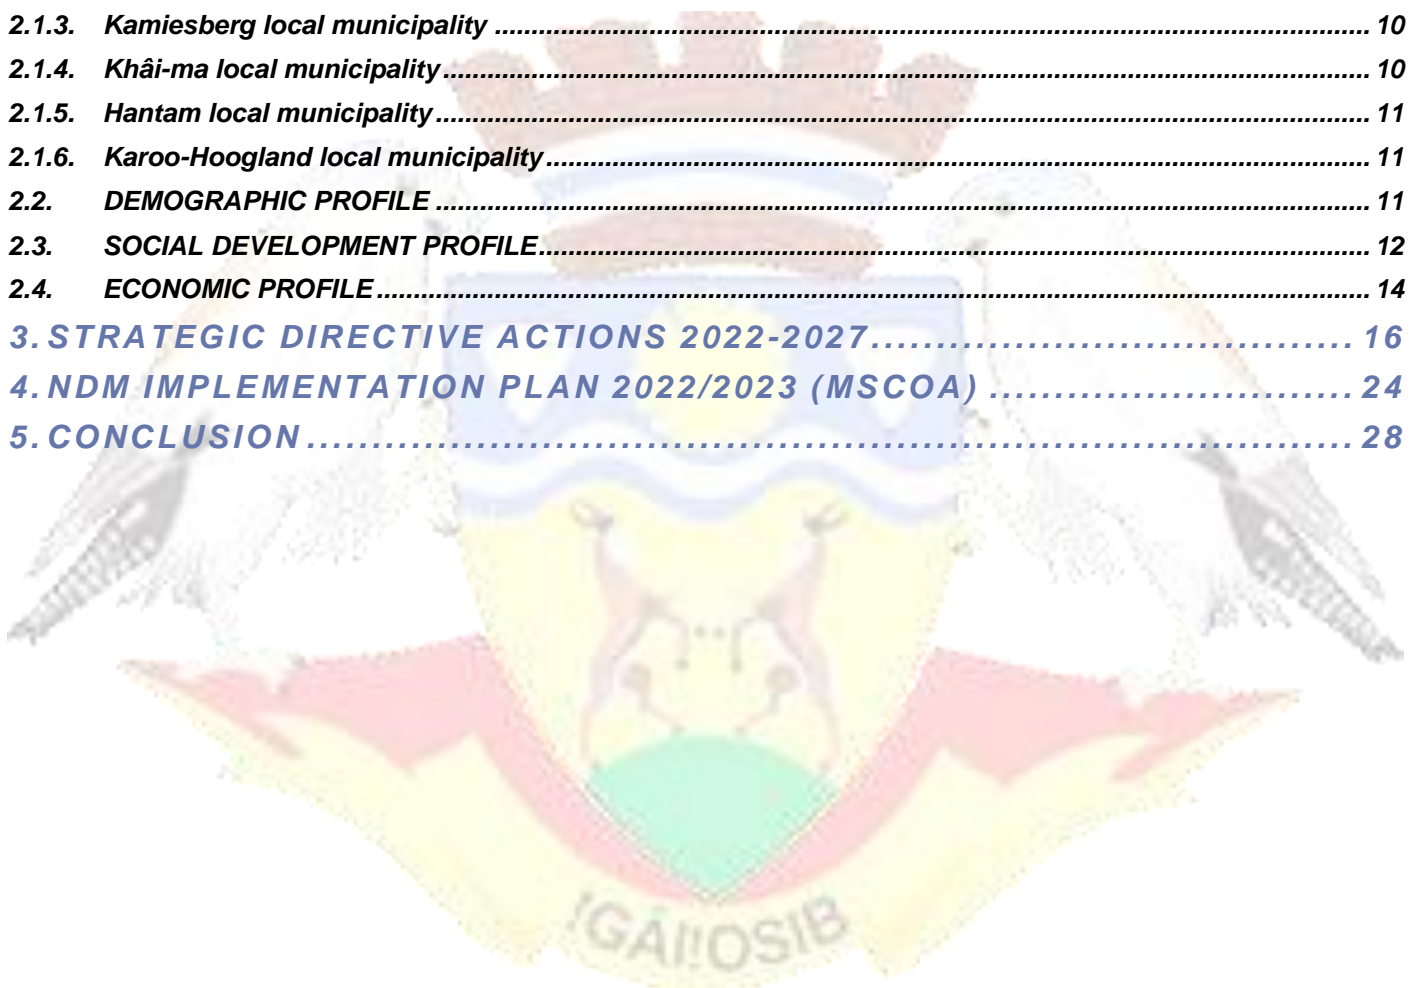 2.1.3. Kamiesberg local municipality ........................................................................................................................ 10
2.1.4. Khâi-ma local municipality ............................................................................................................................... 10
2.1.5. Hantam local municipality ................................................................................................................................ 11
2.1.6. Karoo-Hoogland local municipality ................................................................................................................. 11
2.2. DEMOGRAPHIC PROFILE ................................................................................................................................ 11
2.3. SOCIAL DEVELOPMENT PROFILE .................................................................................................................. 12
2.4. ECONOMIC PROFILE ........................................................................................................................................ 14
3. STRATEGIC DIRECTIVE ACTIONS 2022-2027 ..................................... 16
4. NDM IMPLEMENTATION PLAN 2022/2023 (MSCOA) ............................ 24
5. CONCLUSION ................................................................................ 28
!GÂI!OSIB